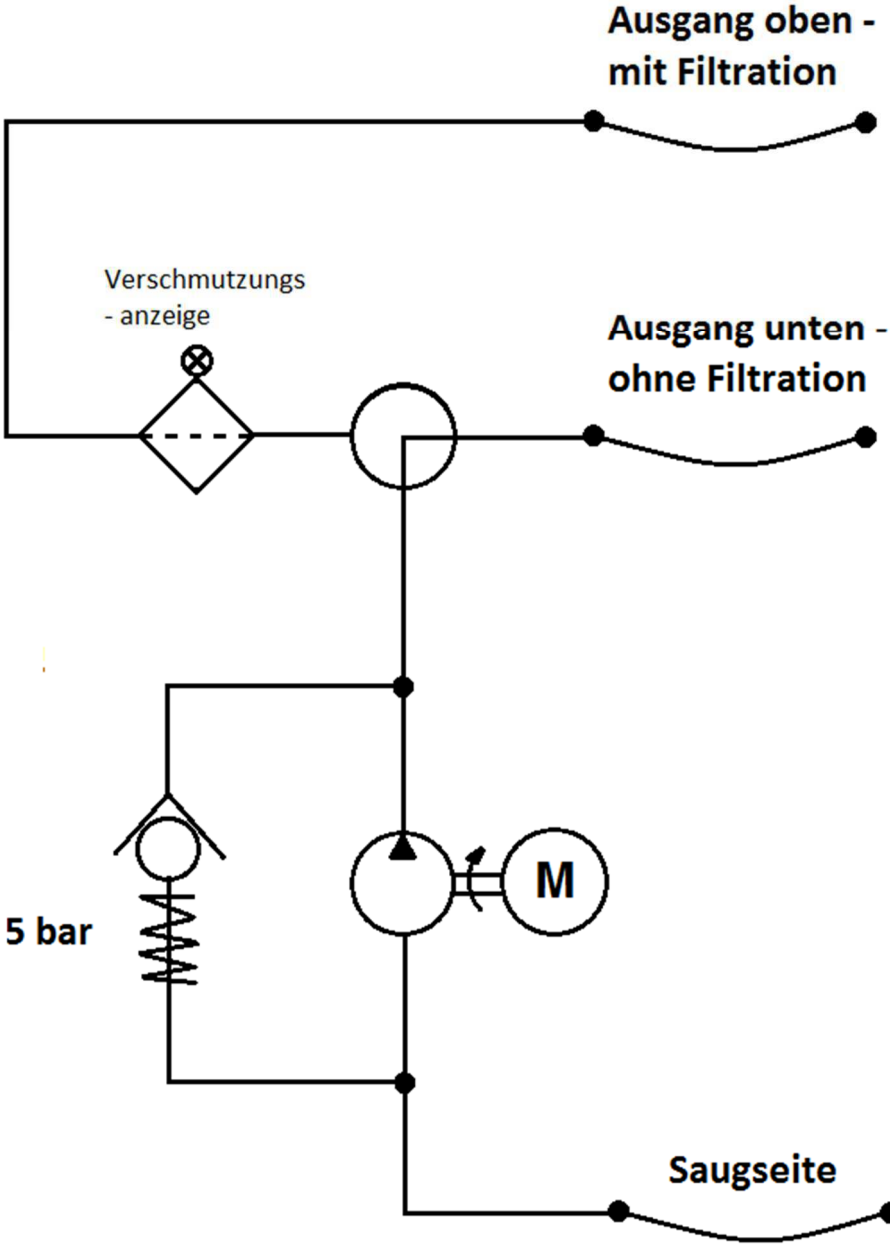 Ausgang oben -
mit Filtration
Verschmutzungs
- anzeige
Ausgang unten -
ohne Filtration
M
5 bar
Saugseite